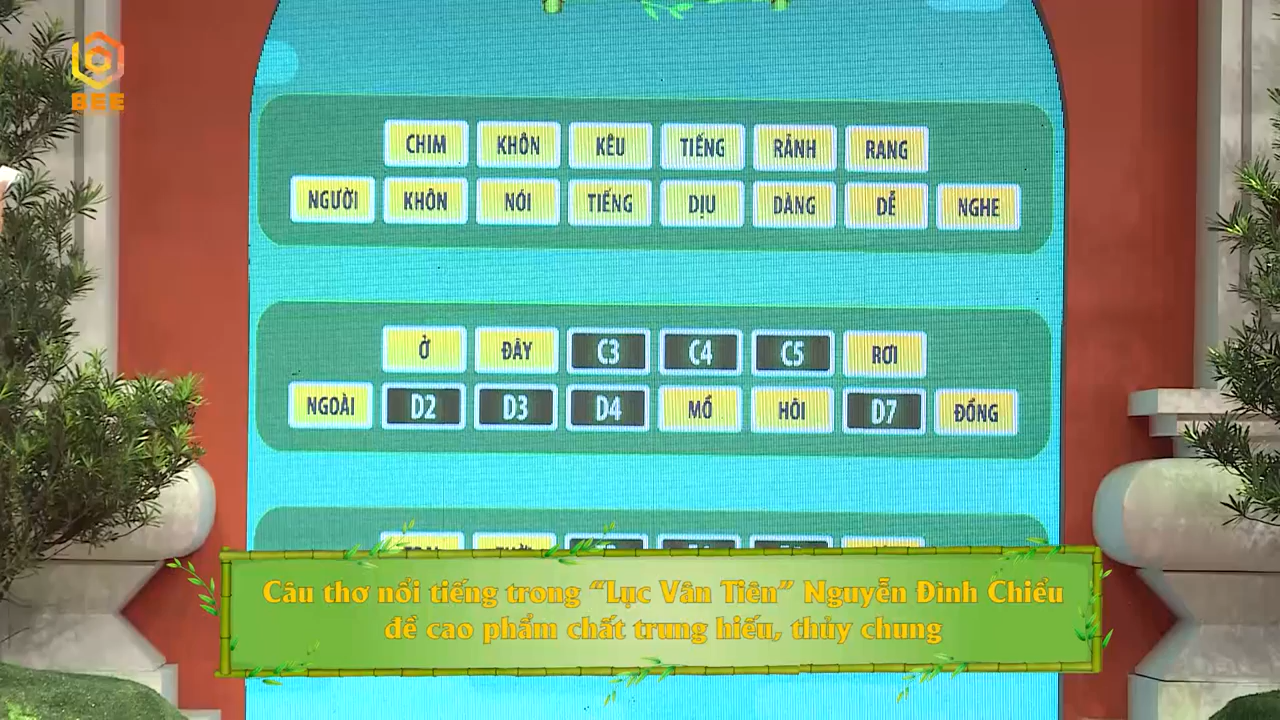 BEE
CHIM KHÔN KÊU TIẾNG RẢNH RANG
NGƯỜI KHÔN NÓI TIẾNG DỊU DÀNG DỄ NGHE
Ở ĐÂY C3 C4 C5 RƠI
NGOÀI D2 D3 D4 MỒ HÔI D7 ĐỒNG
Câu thơ nổi tiếng trong “Lục Vân Tiên” Nguyễn Đình Chiểu
đề cao phẩm chất trung hiếu, thủy chung